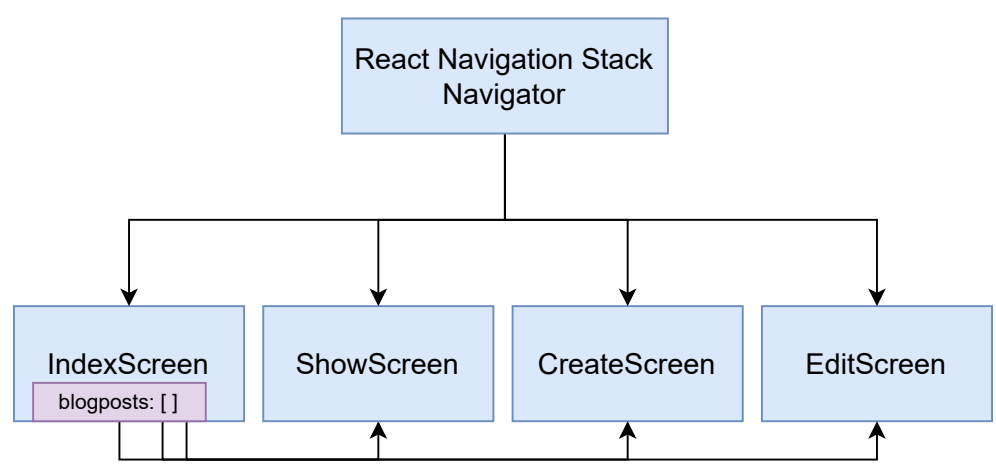 React Navigation Stack
Navigator
IndexScreen
blogposts: [ ]
ShowScreen
CreateScreen
EditScreen